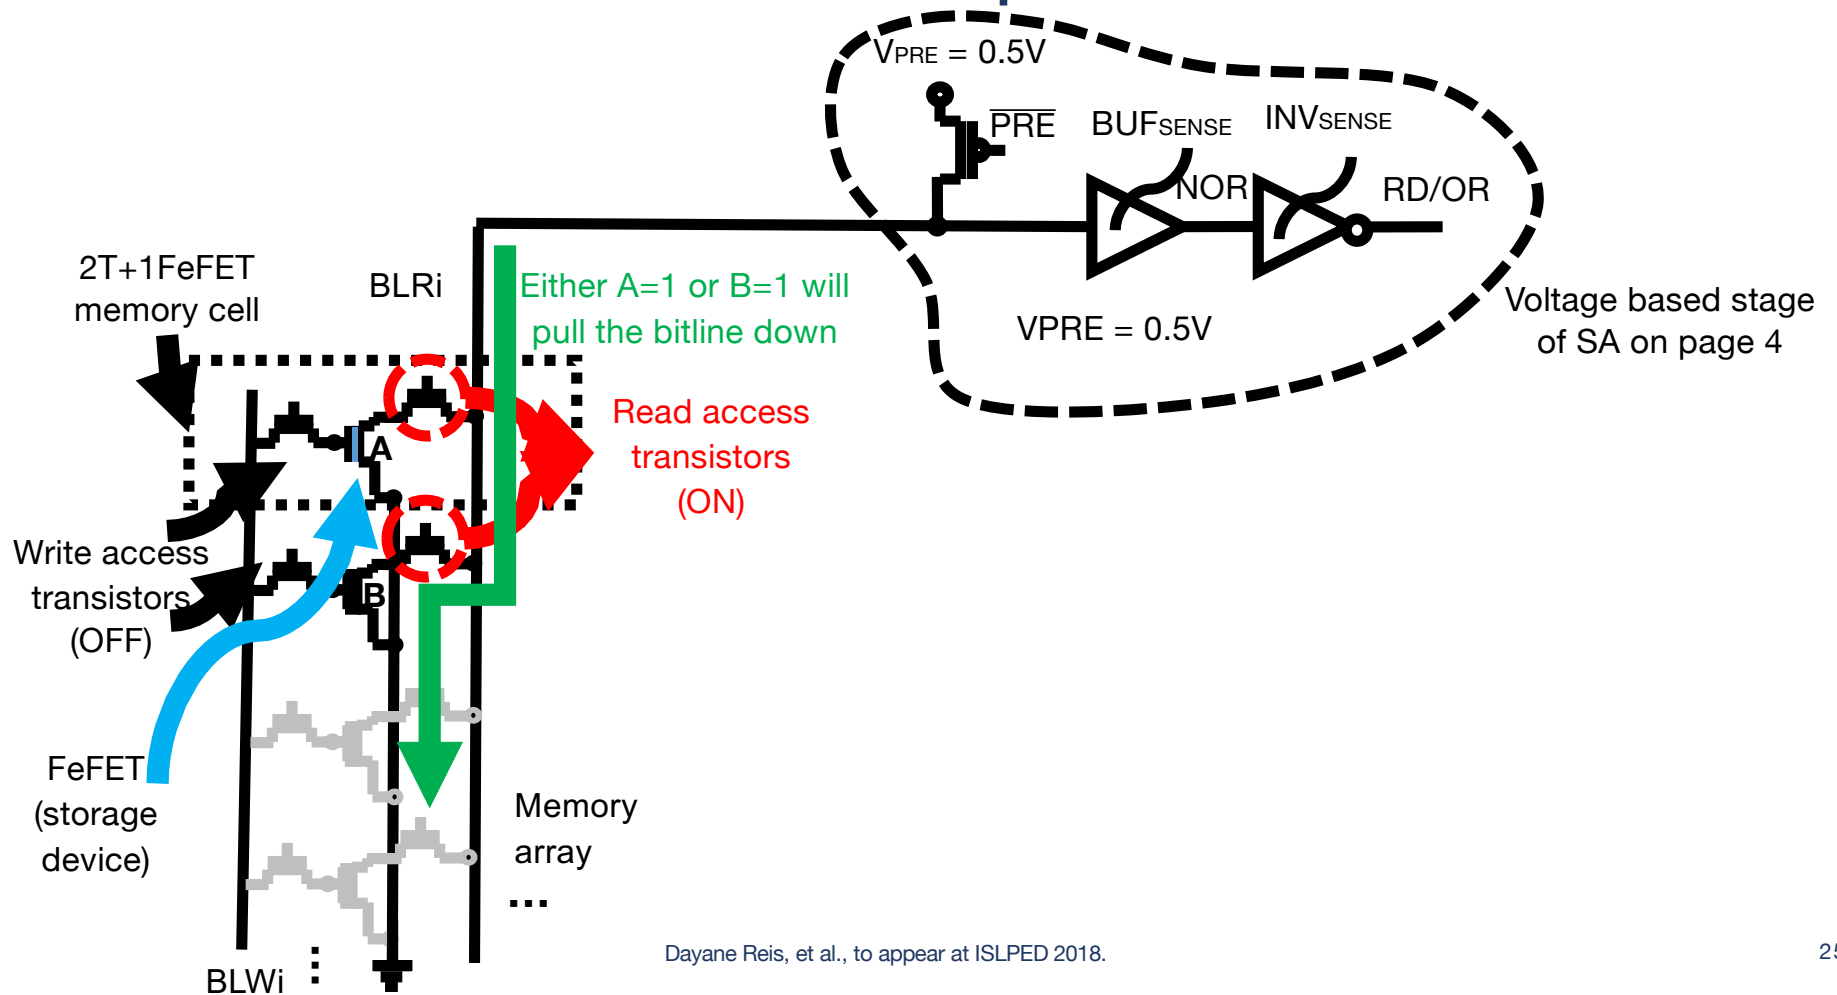 VPRE = 0.5V
PRE
BUFSENSE
INVSENSE
NOR
RD/OR
2T+1FeFET
memory cell
BLRi
Either A=1 or B=1 will
pull the bitline down
VPRE = 0.5V
Voltage based stage
of SA on page 4
Read access
transistors
(ON)
A
Write access
transistors
(OFF)
B
FeFET
(storage
device)
Memory
array
...
BLWi
Dayane Reis, et al., to appear at ISLPED 2018.